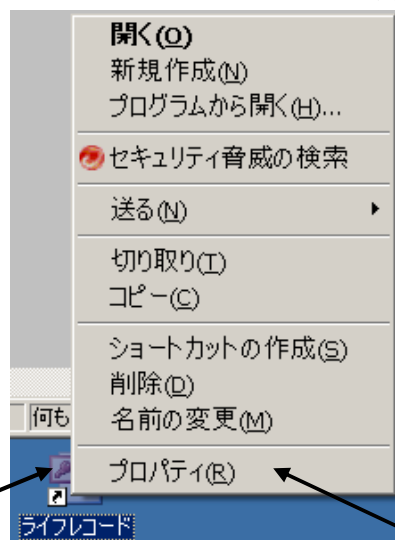 開く(O)
新規作成(N)
プログラムから開く(H)...
セキュリティ脅威の検索
送る(N)
切り取り(T)
コピー(C)
ショートカットの作成(S)
削除(D)
名前の変更(M)
何も
プロパティ(R)
ライフレコード